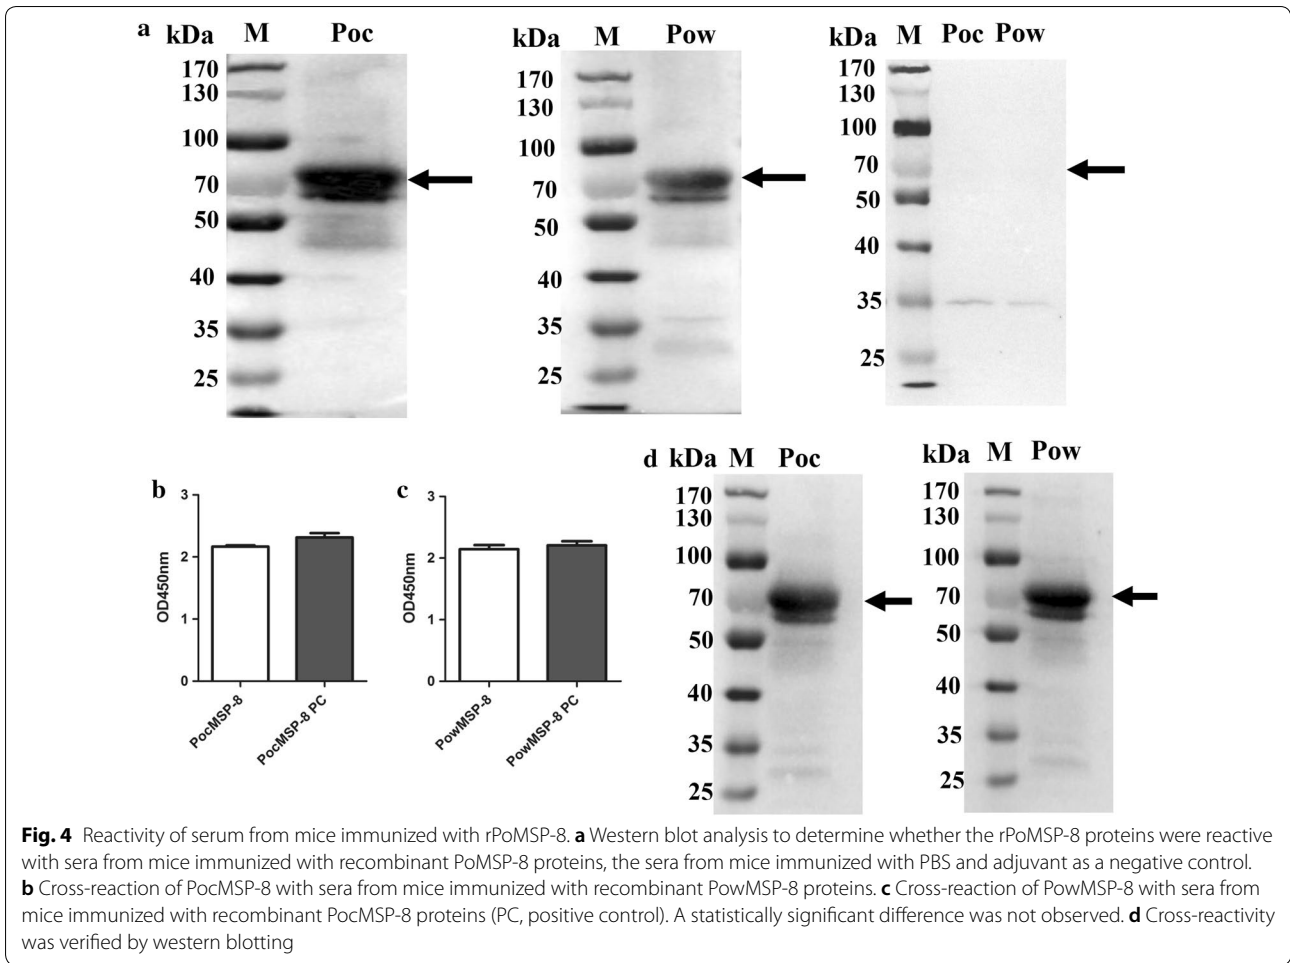 a kDa M Poc
170
130
100
70
50
40
35
25
kDa M Pow
170
130
100
70
50
40
35
25
kDa M Poc Pow
170
130
100
70
50
40
35
25
b
3
2
1
0
OD450nm
PocMSP-8
PocMSP-8 PC
c
3
2
1
0
OD450nm
PowMSP-8
PowMSP-8 PC
d kDa M Poc
170
130
100
70
50
40
35
25
kDa M Pow
170
130
100
70
50
40
35
25
Fig. 4 Reactivity of serum from mice immunized with rPoMSP-8. a Western blot analysis to determine whether the rPoMSP-8 proteins were reactive
with sera from mice immunized with recombinant PoMSP-8 proteins, the sera from mice immunized with PBS and adjuvant as a negative control.
b Cross-reaction of PocMSP-8 with sera from mice immunized with recombinant PowMSP-8 proteins. c Cross-reaction of PowMSP-8 with sera from
mice immunized with recombinant PocMSP-8 proteins (PC, positive control). A statistically significant difference was not observed. d Cross-reactivity
was verified by western blotting